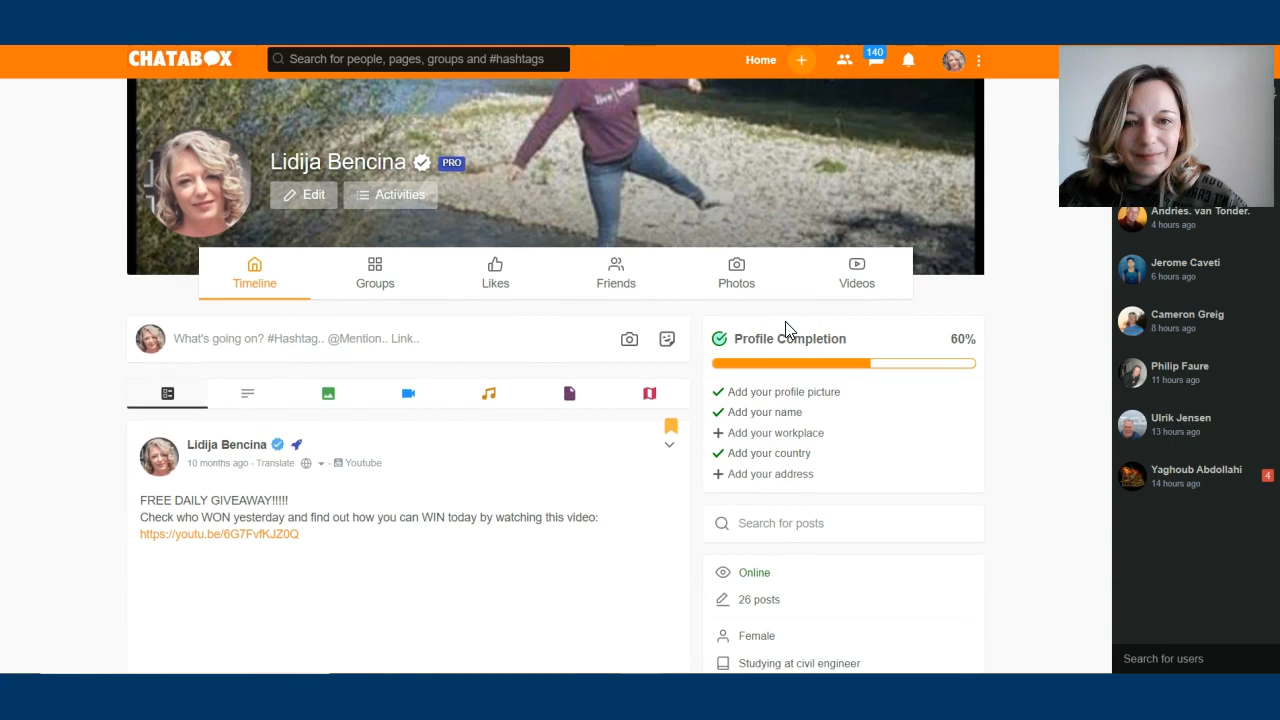 CHATABOX
Search for people, pages, groups and #hashtags
Home
140
live
Lidija Bencina
PRO
Edit
Activities
Timeline
Groups
Likes
Friends
Photos
Videos
What's going on? #Hashtag.. @Mention.. Link..
Lidija Bencina
10 months ago - Translate - Youtube
FREE DAILY GIVEAWAY!!!!!
Check who WON yesterday and find out how you can WIN today by watching this video:
https://youtu.be/6G7FvfKJZ0Q
Profile Completion 60%
Add your profile picture
Add your name
Add your workplace
Add your country
Add your address
Search for posts
Online
26 posts
Female
Studying at civil engineer
Andries. van Tonder.
4 hours ago
Jerome Caveti
6 hours ago
Cameron Greig
8 hours ago
Philip Faure
11 hours ago
Ulrik Jensen
13 hours ago
Yaghoub Abdollahi
4
14 hours ago
Search for users